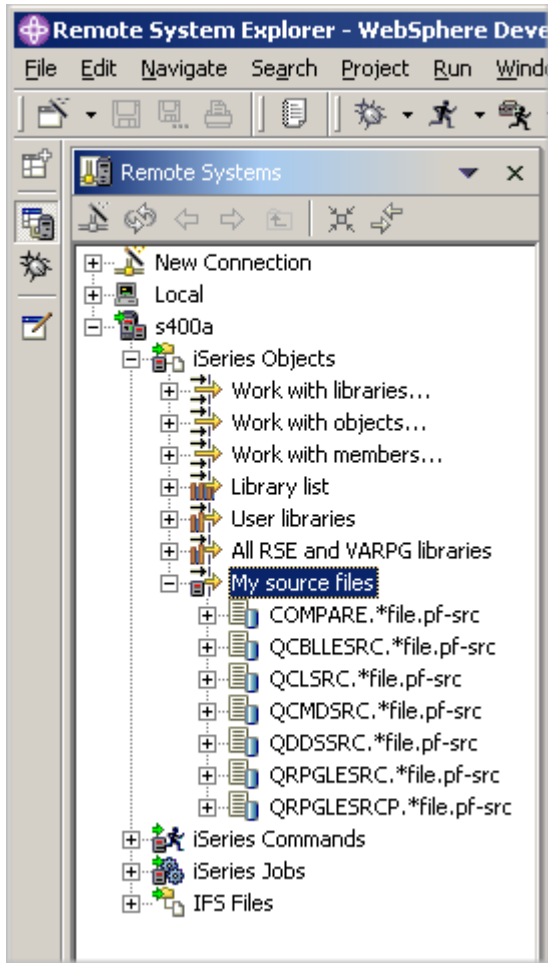 Remote System Explorer - WebSphere Deve
File Edit Navigate Search Project Run Windo
Remote Systems
New Connection
Local
s400a
iSeries Objects
Work with libraries...
Work with objects...
Work with members...
Library list
User libraries
All RSE and VARPG libraries
My source files
COMPARE.*file.pf-src
QCBLLESRC.*file.pf-src
QCLSRC.*file.pf-src
QCMDSRC.*file.pf-src
QDDSSRC.*file.pf-src
QRPGLESRC.*file.pf-src
QRPGLESRCP.*file.pf-src
iSeries Commands
iSeries Jobs
IFS Files